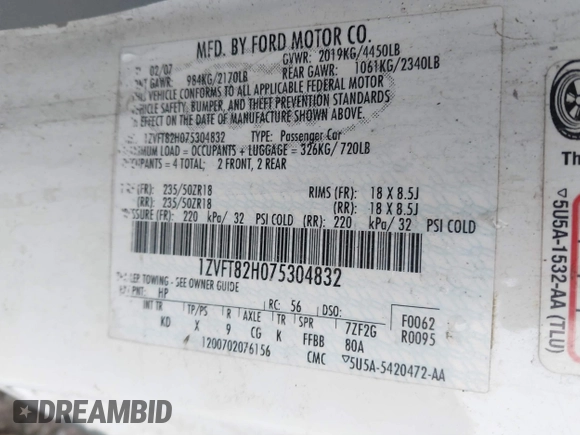 MFD. BY FORD MOTOR CO.
02/07
GVWR: 2019KG/4450LB
GAWR: 984KG/2170LB
REAR GAWR: 1061KG/2340LB
VEHICLE CONFORMS TO ALL APPLICABLE FEDERAL MOTOR
VEHICLE SAFETY, BUMPER, AND THEFT PREVENTION STANDARDS
EFFECT ON THE DATE OF MANUFACTURE SHOWN ABOVE.
1ZVFT82H075304832 TYPE: Passenger Car
MAXIMUM LOAD = OCCUPANTS + LUGGAGE = 326KG/720LB
OCCUPANTS = 4 TOTAL; 2 FRONT, 2 REAR
(FR): 235/50ZR18 RIMS (FR): 18 X 8.5J
(RR): 235/50ZR18 (RR): 18 X 8.5J
PRESSURE (FR): 220 kPa/ 32 PSI COLD (RR): 220 kPa/ 32 PSI COLD
1ZVFT82H075304832
TOWING - SEE OWNER GUIDE
PNT: HP RC: 56 DSO:
INT TR TP/PS R AXLE TR SPR 7ZF2G F0062
KD X 9 CG K FFBB 80A R0095
1200702076156 CMC ▽5U5A-5420472-AA
▽5U5A-1532-AA (TLU)
DREAMBID